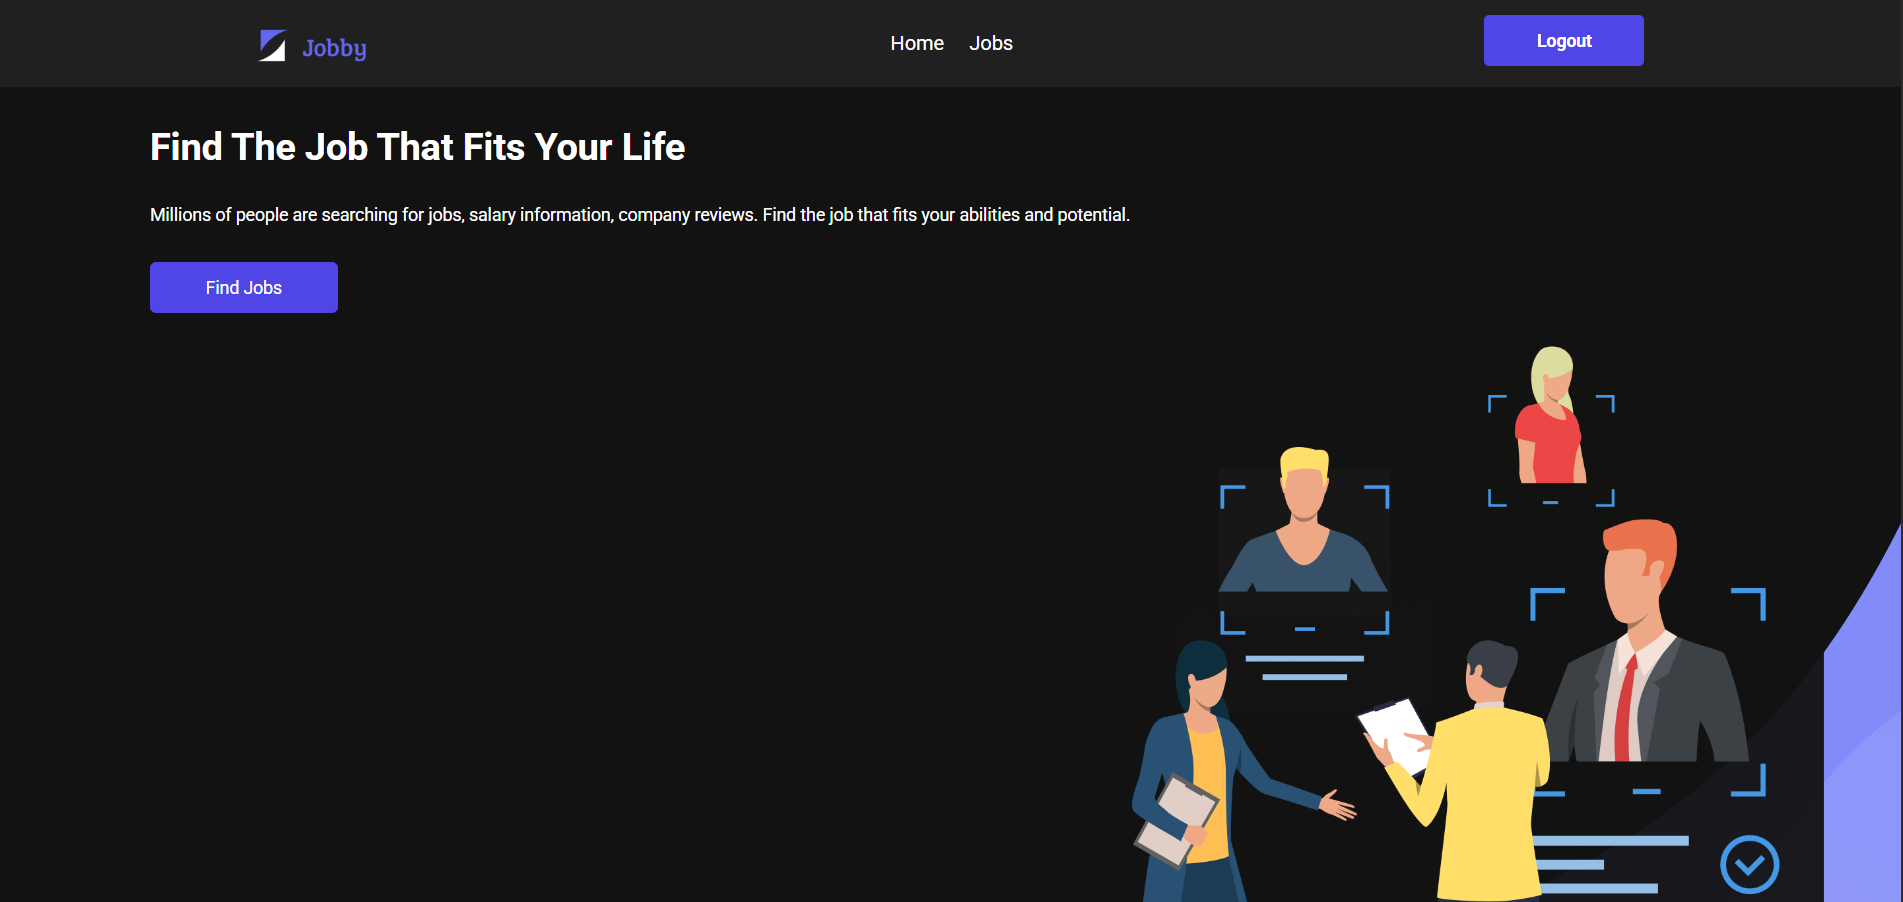 Jobby
Home Jobs
Logout
Find The Job That Fits Your Life
Millions of people are searching for jobs, salary information, company reviews. Find the job that fits your abilities and potential.
Find Jobs